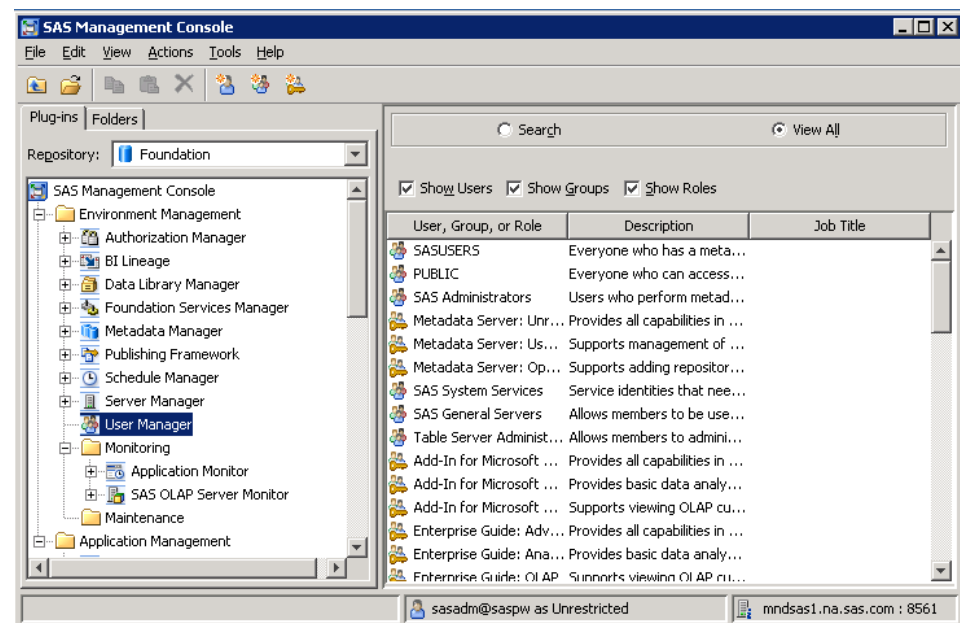 SAS Management Console
File Edit View Actions Tools Help
Plug-ins Folders
Repository: Foundation
SAS Management Console
Environment Management
Authorization Manager
BI Lineage
Data Library Manager
Foundation Services Manager
Metadata Manager
Publishing Framework
Schedule Manager
Server Manager
User Manager
Monitoring
Application Monitor
SAS OLAP Server Monitor
Maintenance
Application Management
Search View All
Show Users Show Groups Show Roles
User, Group, or Role Description Job Title
SASUSERS Everyone who has a meta...
PUBLIC Everyone who can access...
SAS Administrators Users who perform metad...
Metadata Server: Unr... Provides all capabilities in ...
Metadata Server: Us... Supports management of ...
Metadata Server: Op... Supports adding repositor...
SAS System Services Service identities that nee...
SAS General Servers Allows members to be use...
Table Server Administ... Allows members to admini...
Add-In for Microsoft ... Provides all capabilities in ...
Add-In for Microsoft ... Provides basic data analy...
Add-In for Microsoft ... Supports viewing OLAP cu...
Enterprise Guide: Adv... Provides all capabilities in ...
Enterprise Guide: Ana... Provides basic data analy...
Enterprise Guide: OLAP Supports viewing OLAP cu...
sasadm@saspw as Unrestricted mndsas1.na.sas.com : 8561